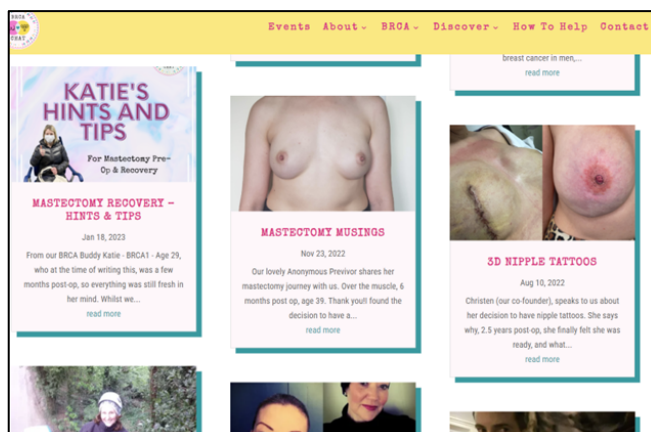 BRCA
CHAT
Events About BRCA Discover How To Help Contact
KATIE'S
HINTS AND
TIPS
For Mastectomy Pre-
Op & Recovery
MASTECTOMY RECOVERY –
HINTS & TIPS
Jan 18, 2023
From our BRCA Buddy Katie - BRCA1 - Age 29,
who at the time of writing this, was a few
months post-op, so everything was still fresh in
her mind. Whilst we...
read more
MASTECTOMY MUSINGS
Nov 23, 2022
Our lovely Anonymous Previvor shares her
mastectomy journey with us. Over the muscle, 6
months post op, age 39. Thank you!I found the
decision to have a...
read more
breast cancer in men,...
read more
3D NIPPLE TATTOOS
Aug 10, 2022
Christen (our co-founder), speaks to us about
her decision to have nipple tattoos. She says
why, 2.5 years post-op, she finally felt she was
ready, and what...
read more